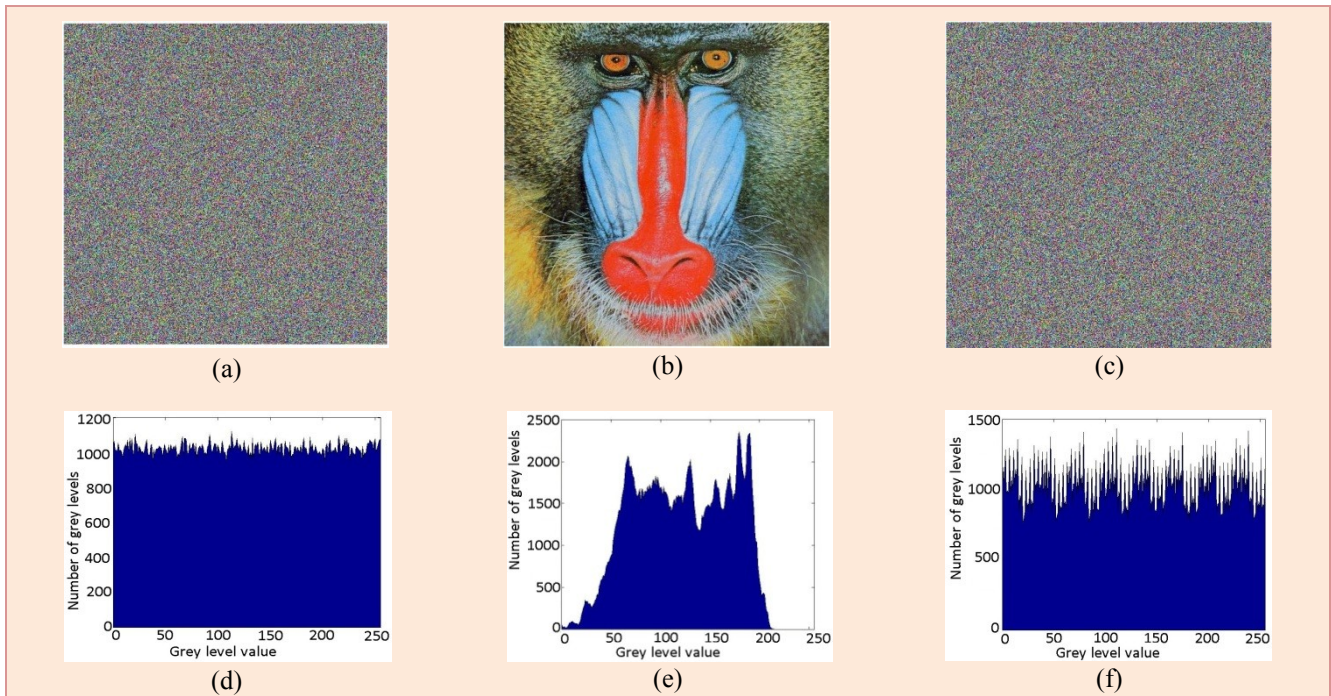 (a)
(b)
(c)
1200
1000
800
600
400
200
0
Number of grey levels
0 50 100 150 200 250
Grey level value
(d)
2500
2000
1500
1000
500
0
Number of grey levels
0 50 100 150 200 250
Grey level value
(e)
1500
1000
500
0
Number of grey levels
0 50 100 150 200 250
Grey level value
(f)